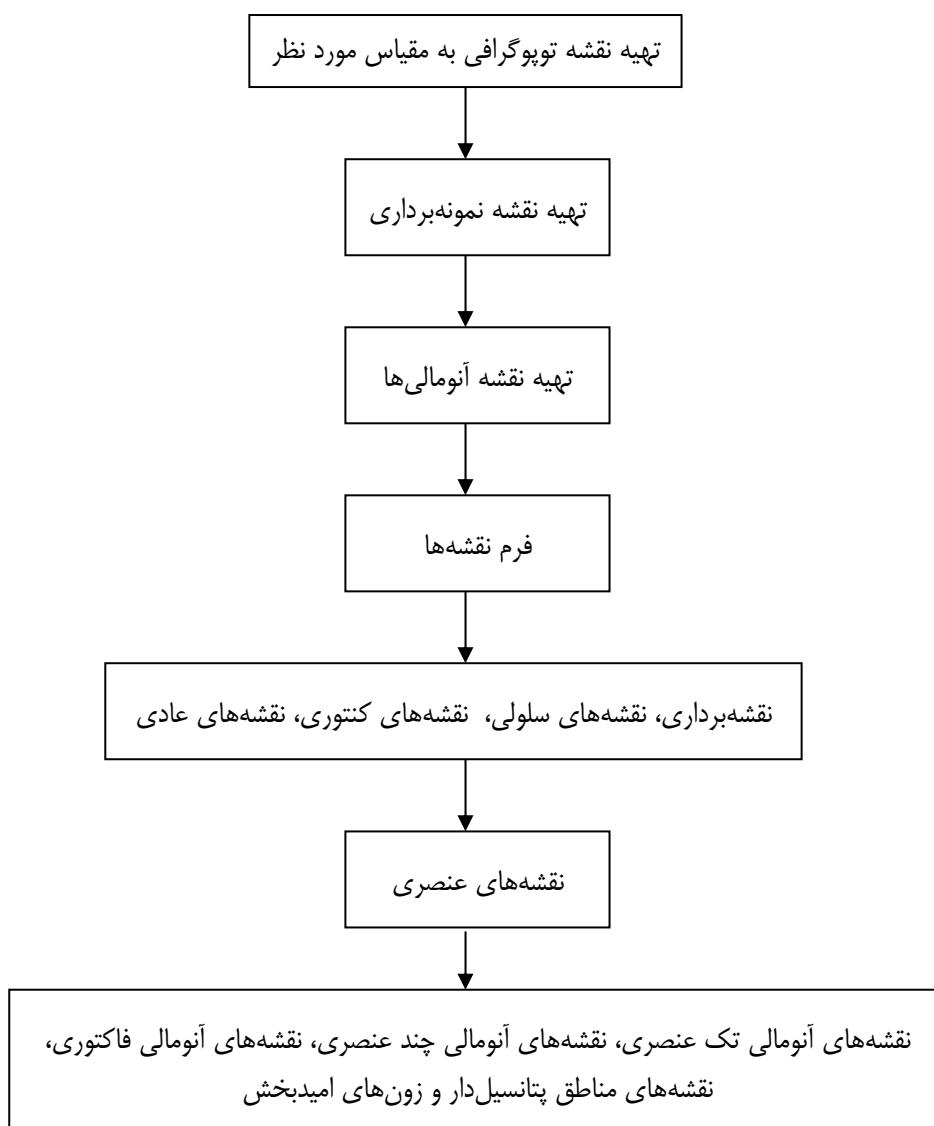 تهیه نقشه توپوگرافی به مقیاس مورد نظر
تهیه نقشه نمونه‌برداری
تهیه نقشه آنومالی‌ها
فرم نقشه‌ها
نقشه‌برداری، نقشه‌های سلولی، نقشه‌های کنتوری، نقشه‌های عادی
نقشه‌های عنصری
نقشه‌های آنومالی تک عنصری، نقشه‌های آنومالی چند عنصری، نقشه‌های آنومالی فاکتوری،
نقشه‌های مناطق پتانسیل‌دار و زون‌های امیدبخش